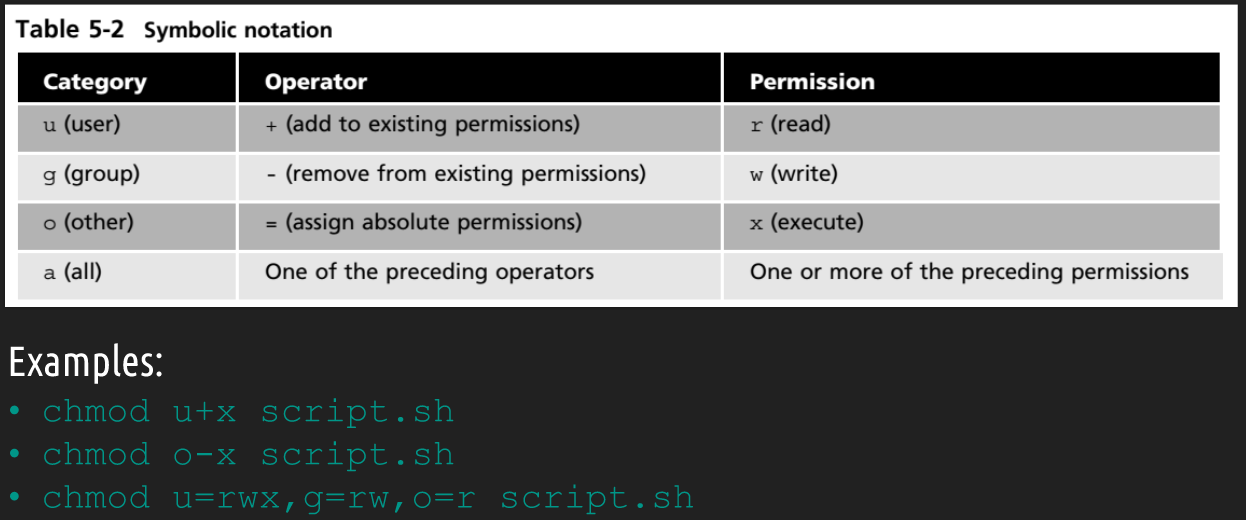 Table 5-2 Symbolic notation
Category Operator Permission
u (user) + (add to existing permissions) r (read)
g (group) - (remove from existing permissions) w (write)
o (other) = (assign absolute permissions) x (execute)
a (all) One of the preceding operators One or more of the preceding permissions
Examples:
• chmod u+x script.sh
• chmod o-x script.sh
• chmod u=rwx,g=rw,o=r script.sh